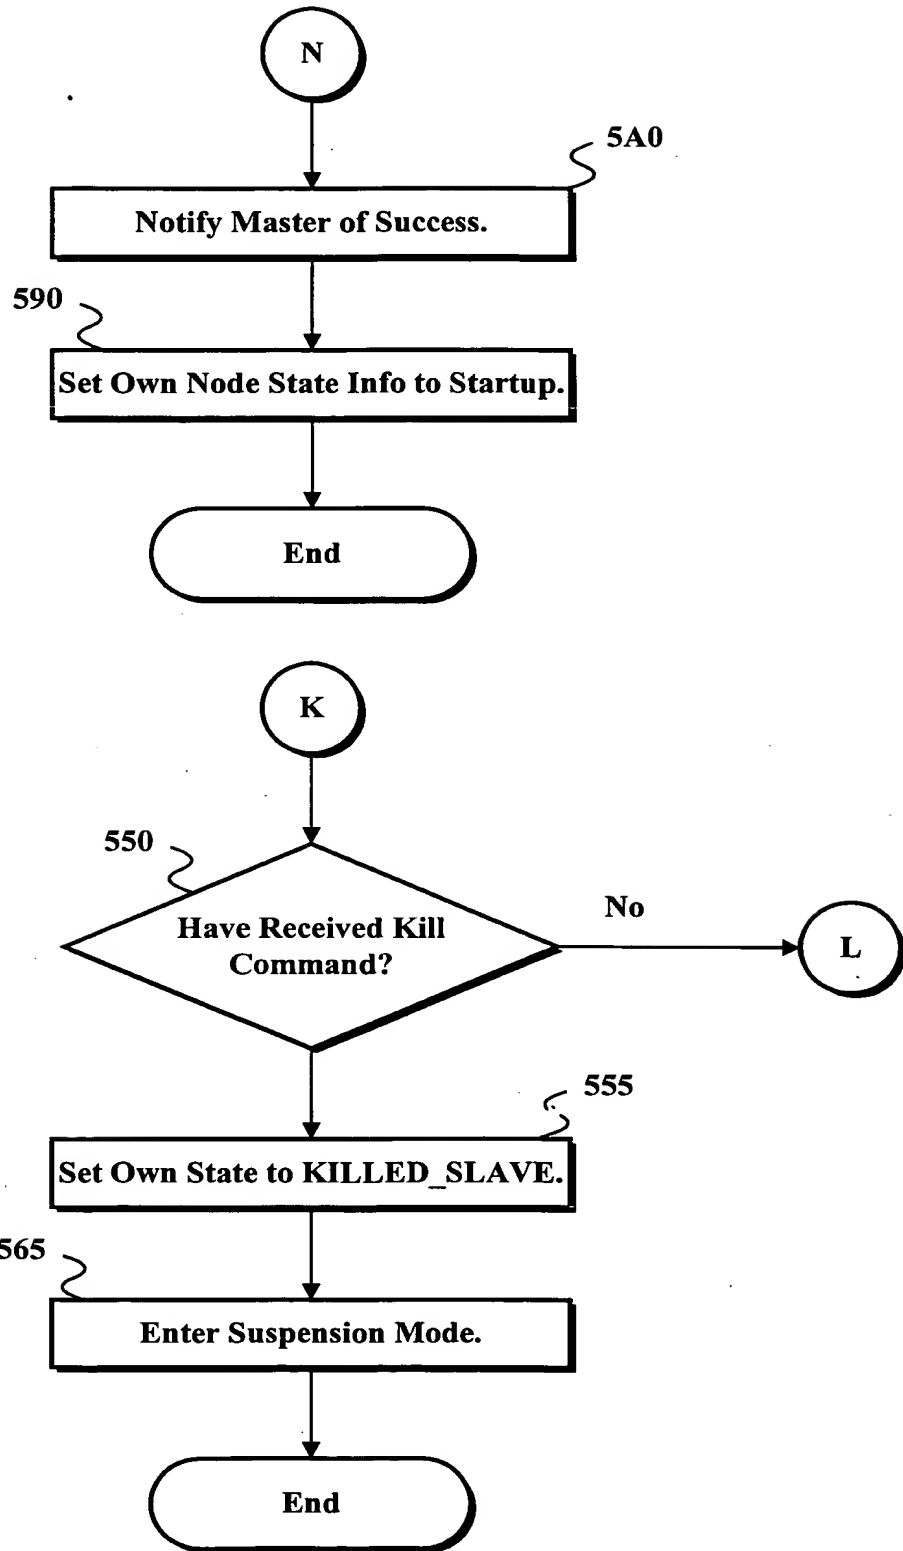 N
5A0
Notify Master of Success.
590
Set Own Node State Info to Startup.
End
K
550
Have Received Kill
Command?
No
L
555
Set Own State to KILLED_SLAVE.
565
Enter Suspension Mode.
End